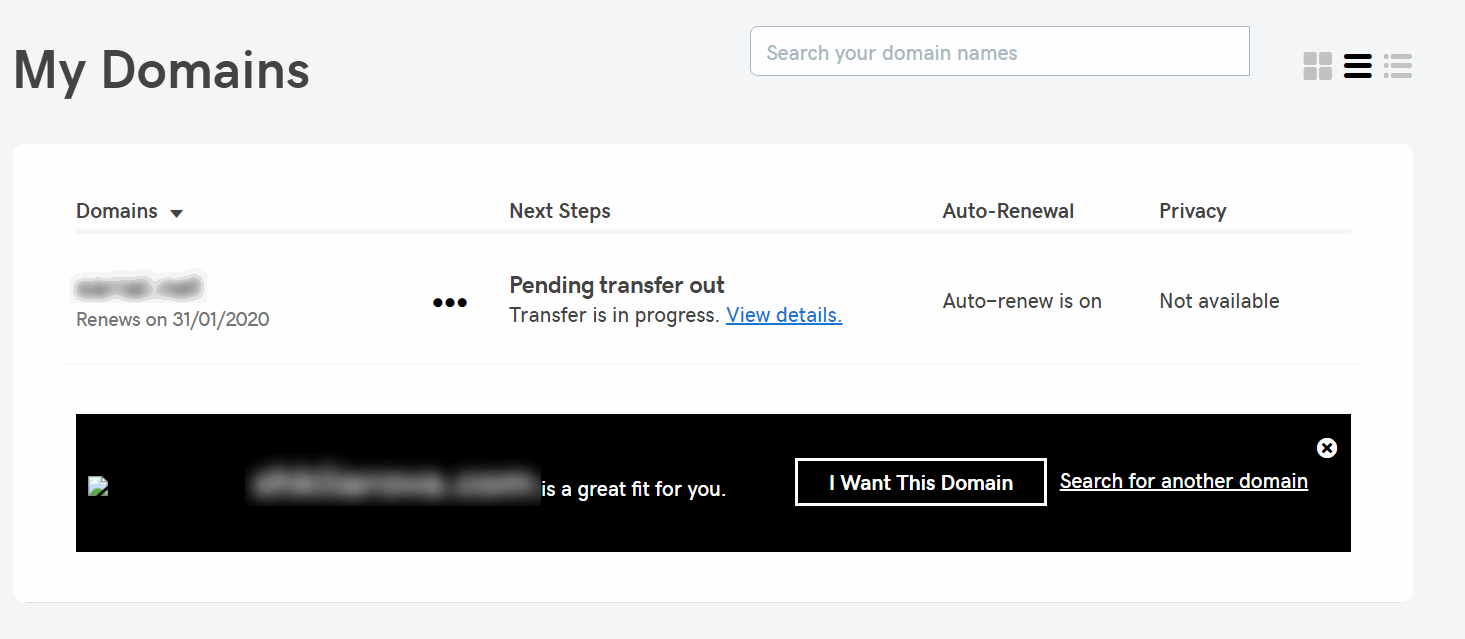 My Domains
Search your domain names
Domains Next Steps Auto-Renewal Privacy
Pending transfer out
Renews on 31/01/2020 Transfer is in progress. View details. Auto-renew is on Not available
is a great fit for you. I Want This Domain Search for another domain